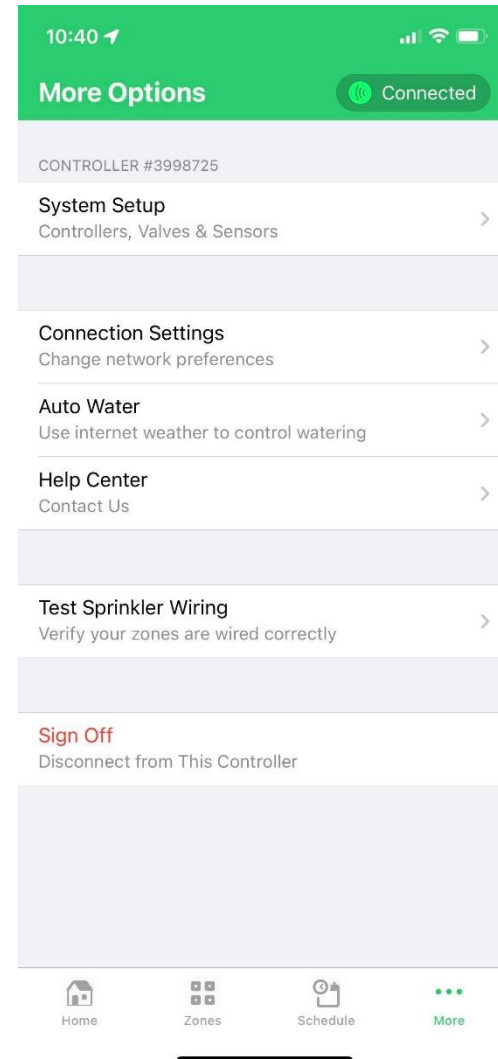 10:40
More Options
Connected
CONTROLLER #3998725
System Setup
Controllers, Valves & Sensors
Connection Settings
Change network preferences
Auto Water
Use internet weather to control watering
Help Center
Contact Us
Test Sprinkler Wiring
Verify your zones are wired correctly
Sign Off
Disconnect from This Controller
Home
Zones
Schedule
More